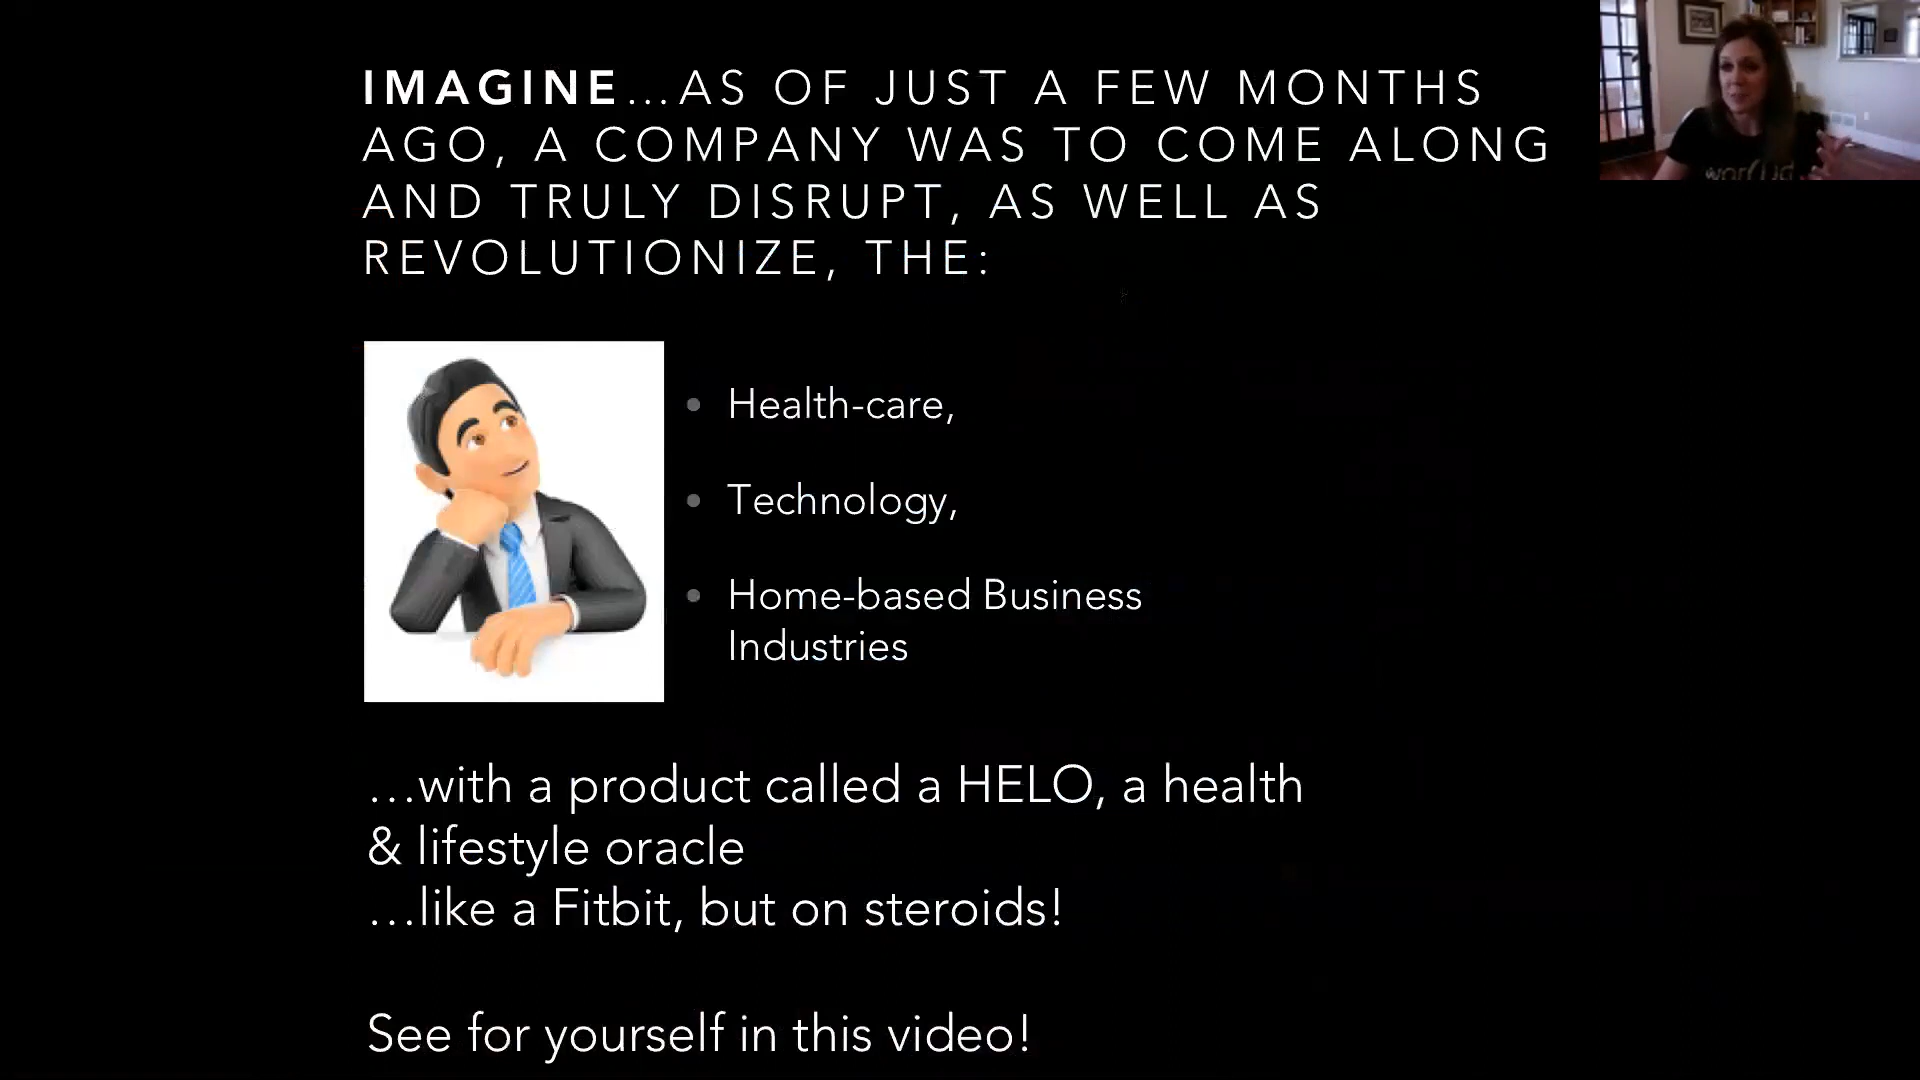 IMAGINE...AS OF JUST A FEW MONTHS
AGO, A COMPANY WAS TO COME ALONG
AND TRULY DISRUPT, AS WELL AS
REVOLUTIONIZE, THE:
• Health-care,
• Technology,
• Home-based Business
Industries
...with a product called a HELO, a health
& lifestyle oracle
...like a Fitbit, but on steroids!
See for yourself in this video!